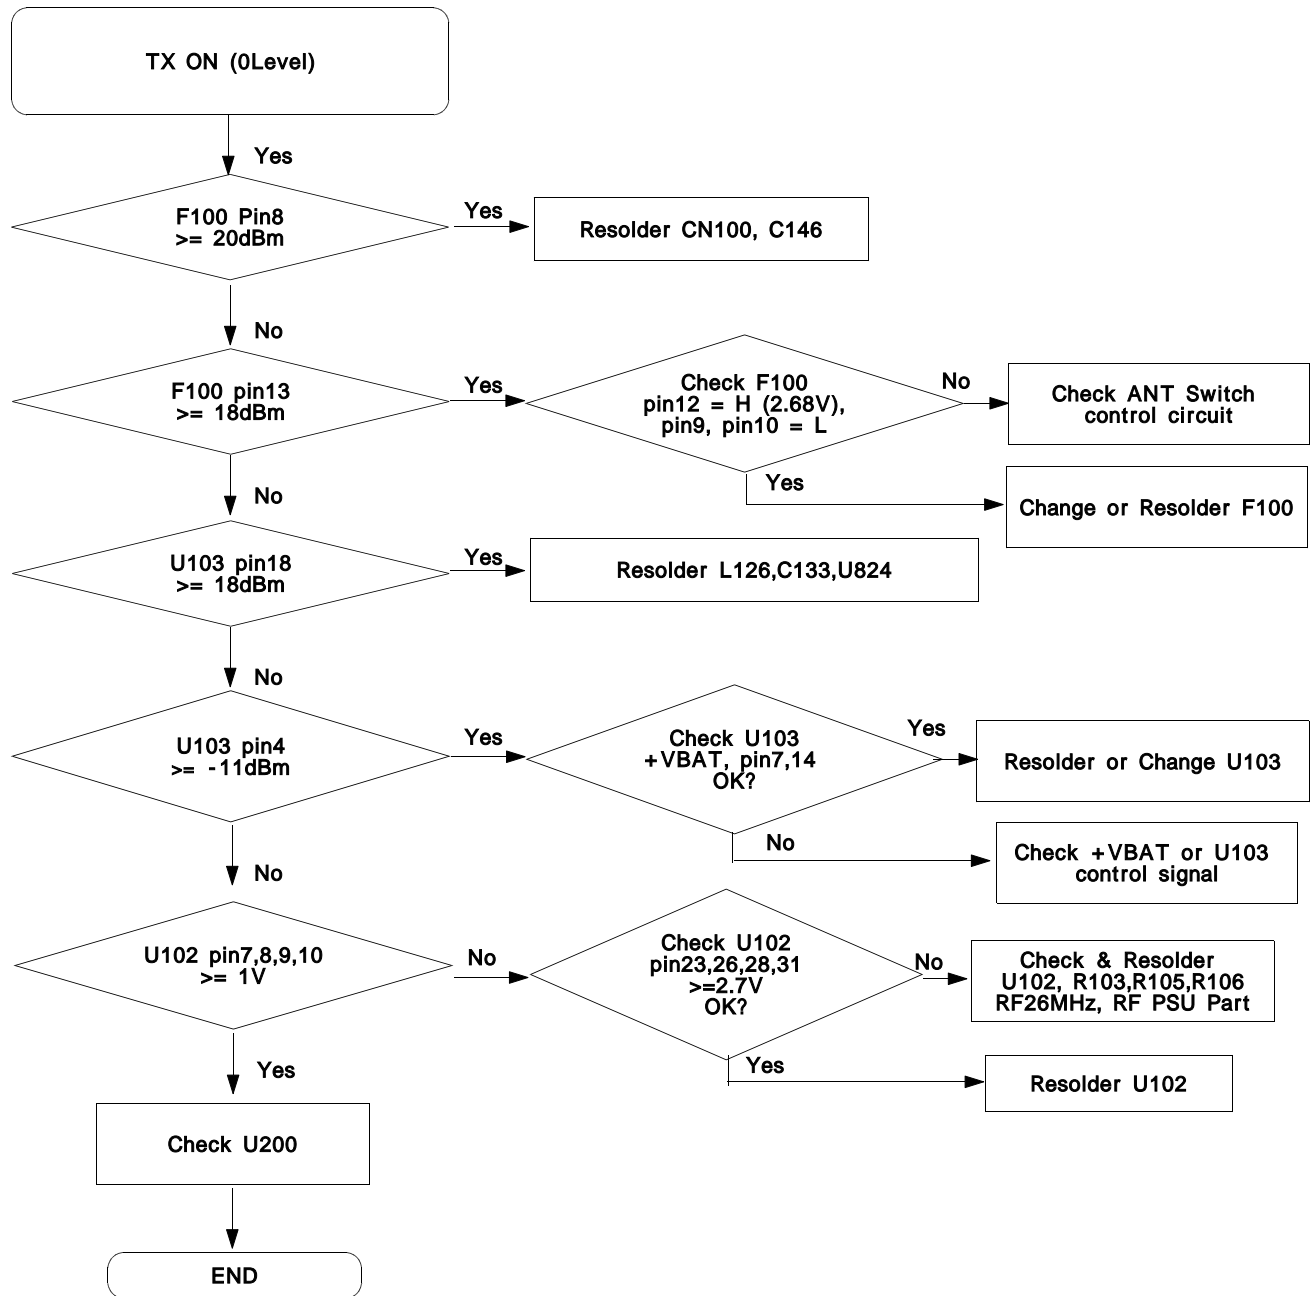 TX ON (0Level)
Yes
F100 Pin8
>= 20dBm
Yes
Resolder CN100, C146
No
F100 pin13
>= 18dBm
Yes
Check F100
pin12 = H (2.68V),
pin9, pin10 = L
No
Check ANT Switch
control circuit
Yes
Change or Resolder F100
No
U103 pin18
>= 18dBm
Yes
Resolder L126,C133,U824
No
U103 pin4
>= -11dBm
Yes
Check U103
+VBAT, pin7,14
OK?
Yes
Resolder or Change U103
No
Check +VBAT or U103
control signal
No
U102 pin7,8,9,10
>= 1V
No
Check U102
pin23,26,28,31
>=2.7V
OK?
No
Check & Resolder
U102, R103,R105,R106
RF26MHz, RF PSU Part
Yes
Resolder U102
Yes
Check U200
END